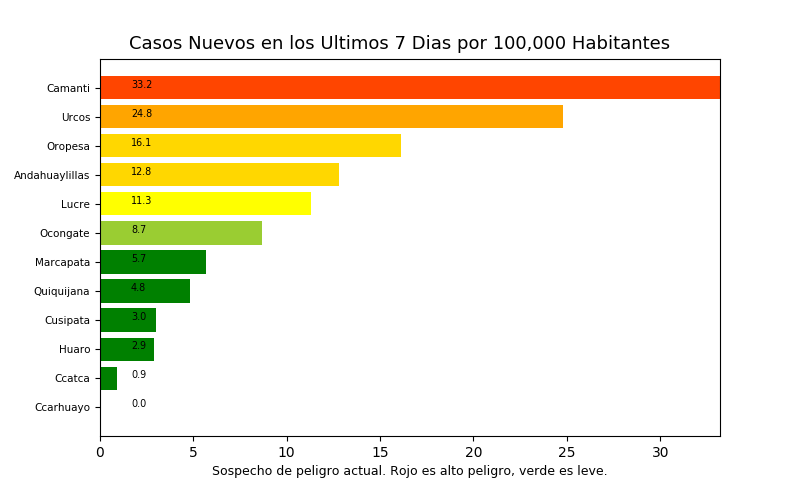 Casos Nuevos en los Ultimos 7 Dias por 100,000 Habitantes
Camanti 33.2
Urcos 24.8
Oropesa 16.1
Andahuaylillas 12.8
Lucre 11.3
Ocongate 8.7
Marcapata 5.7
Quiquijana 4.8
Cusipata 3.0
Huaro 2.9
Ccatca 0.9
Ccarhuayo 0.0
0 5 10 15 20 25 30
Sospecho de peligro actual. Rojo es alto peligro, verde es leve.